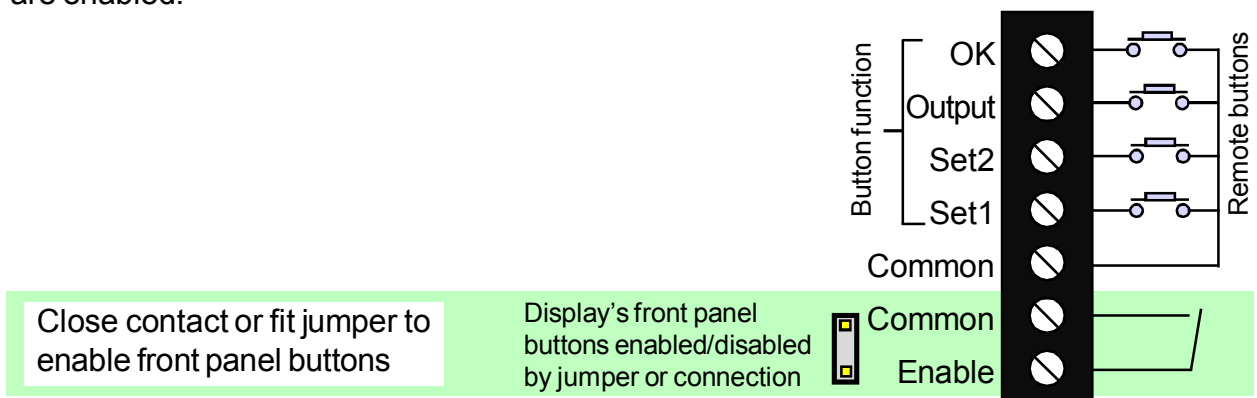 are enabled.
Button function
OK
Output
Set2
Set1
Common
Remote buttons
Close contact or fit jumper to
enable front panel buttons
Display's front panel
buttons enabled/disabled
by jumper or connection
Common
Enable